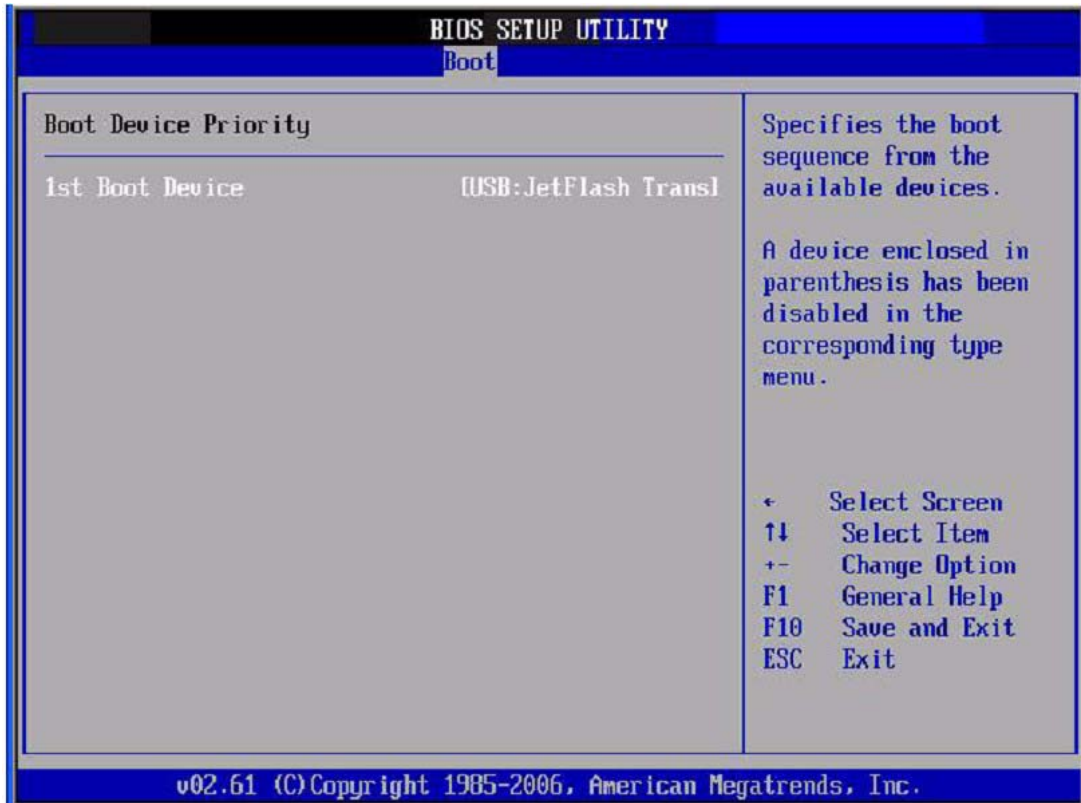 BIOS SETUP UTILITY
Boot
Boot Device Priority
1st Boot Device [USB:JetFlash Trans]
Specifies the boot
sequence from the
available devices.
A device enclosed in
parenthesis has been
disabled in the
corresponding type
menu.
← Select Screen
↑↓ Select Item
+- Change Option
F1 General Help
F10 Save and Exit
ESC Exit
v02.61 (C)Copyright 1985-2006, American Megatrends, Inc.